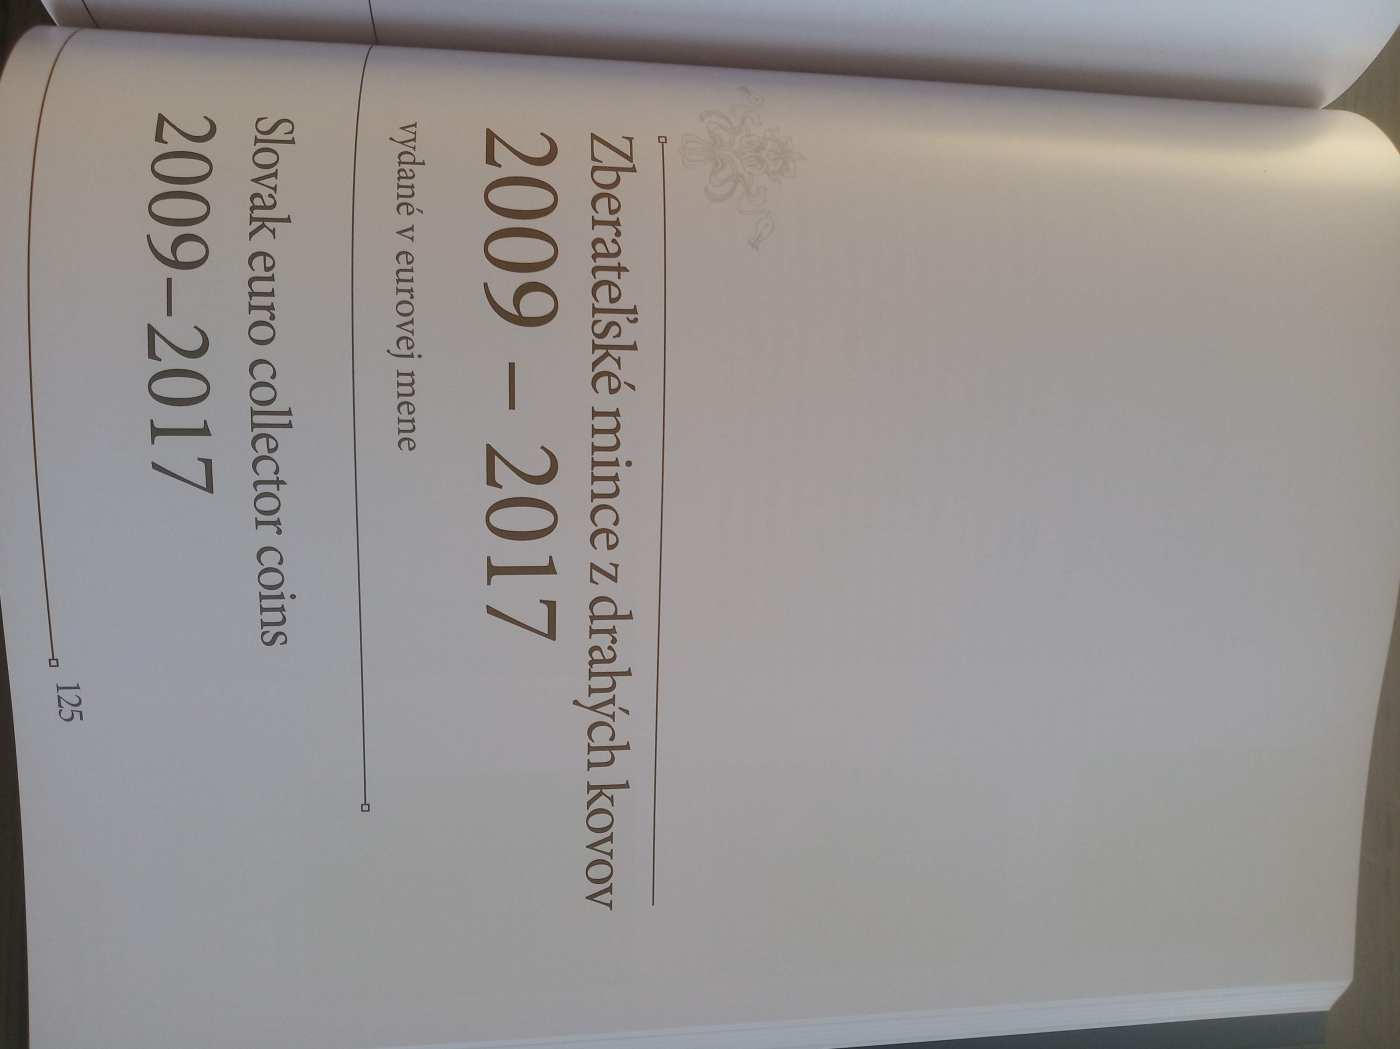 Zberateľské mince z drahých kovov
2009 – 2017
vydané v eurovej mene
Slovak euro collector coins
2009–2017
125